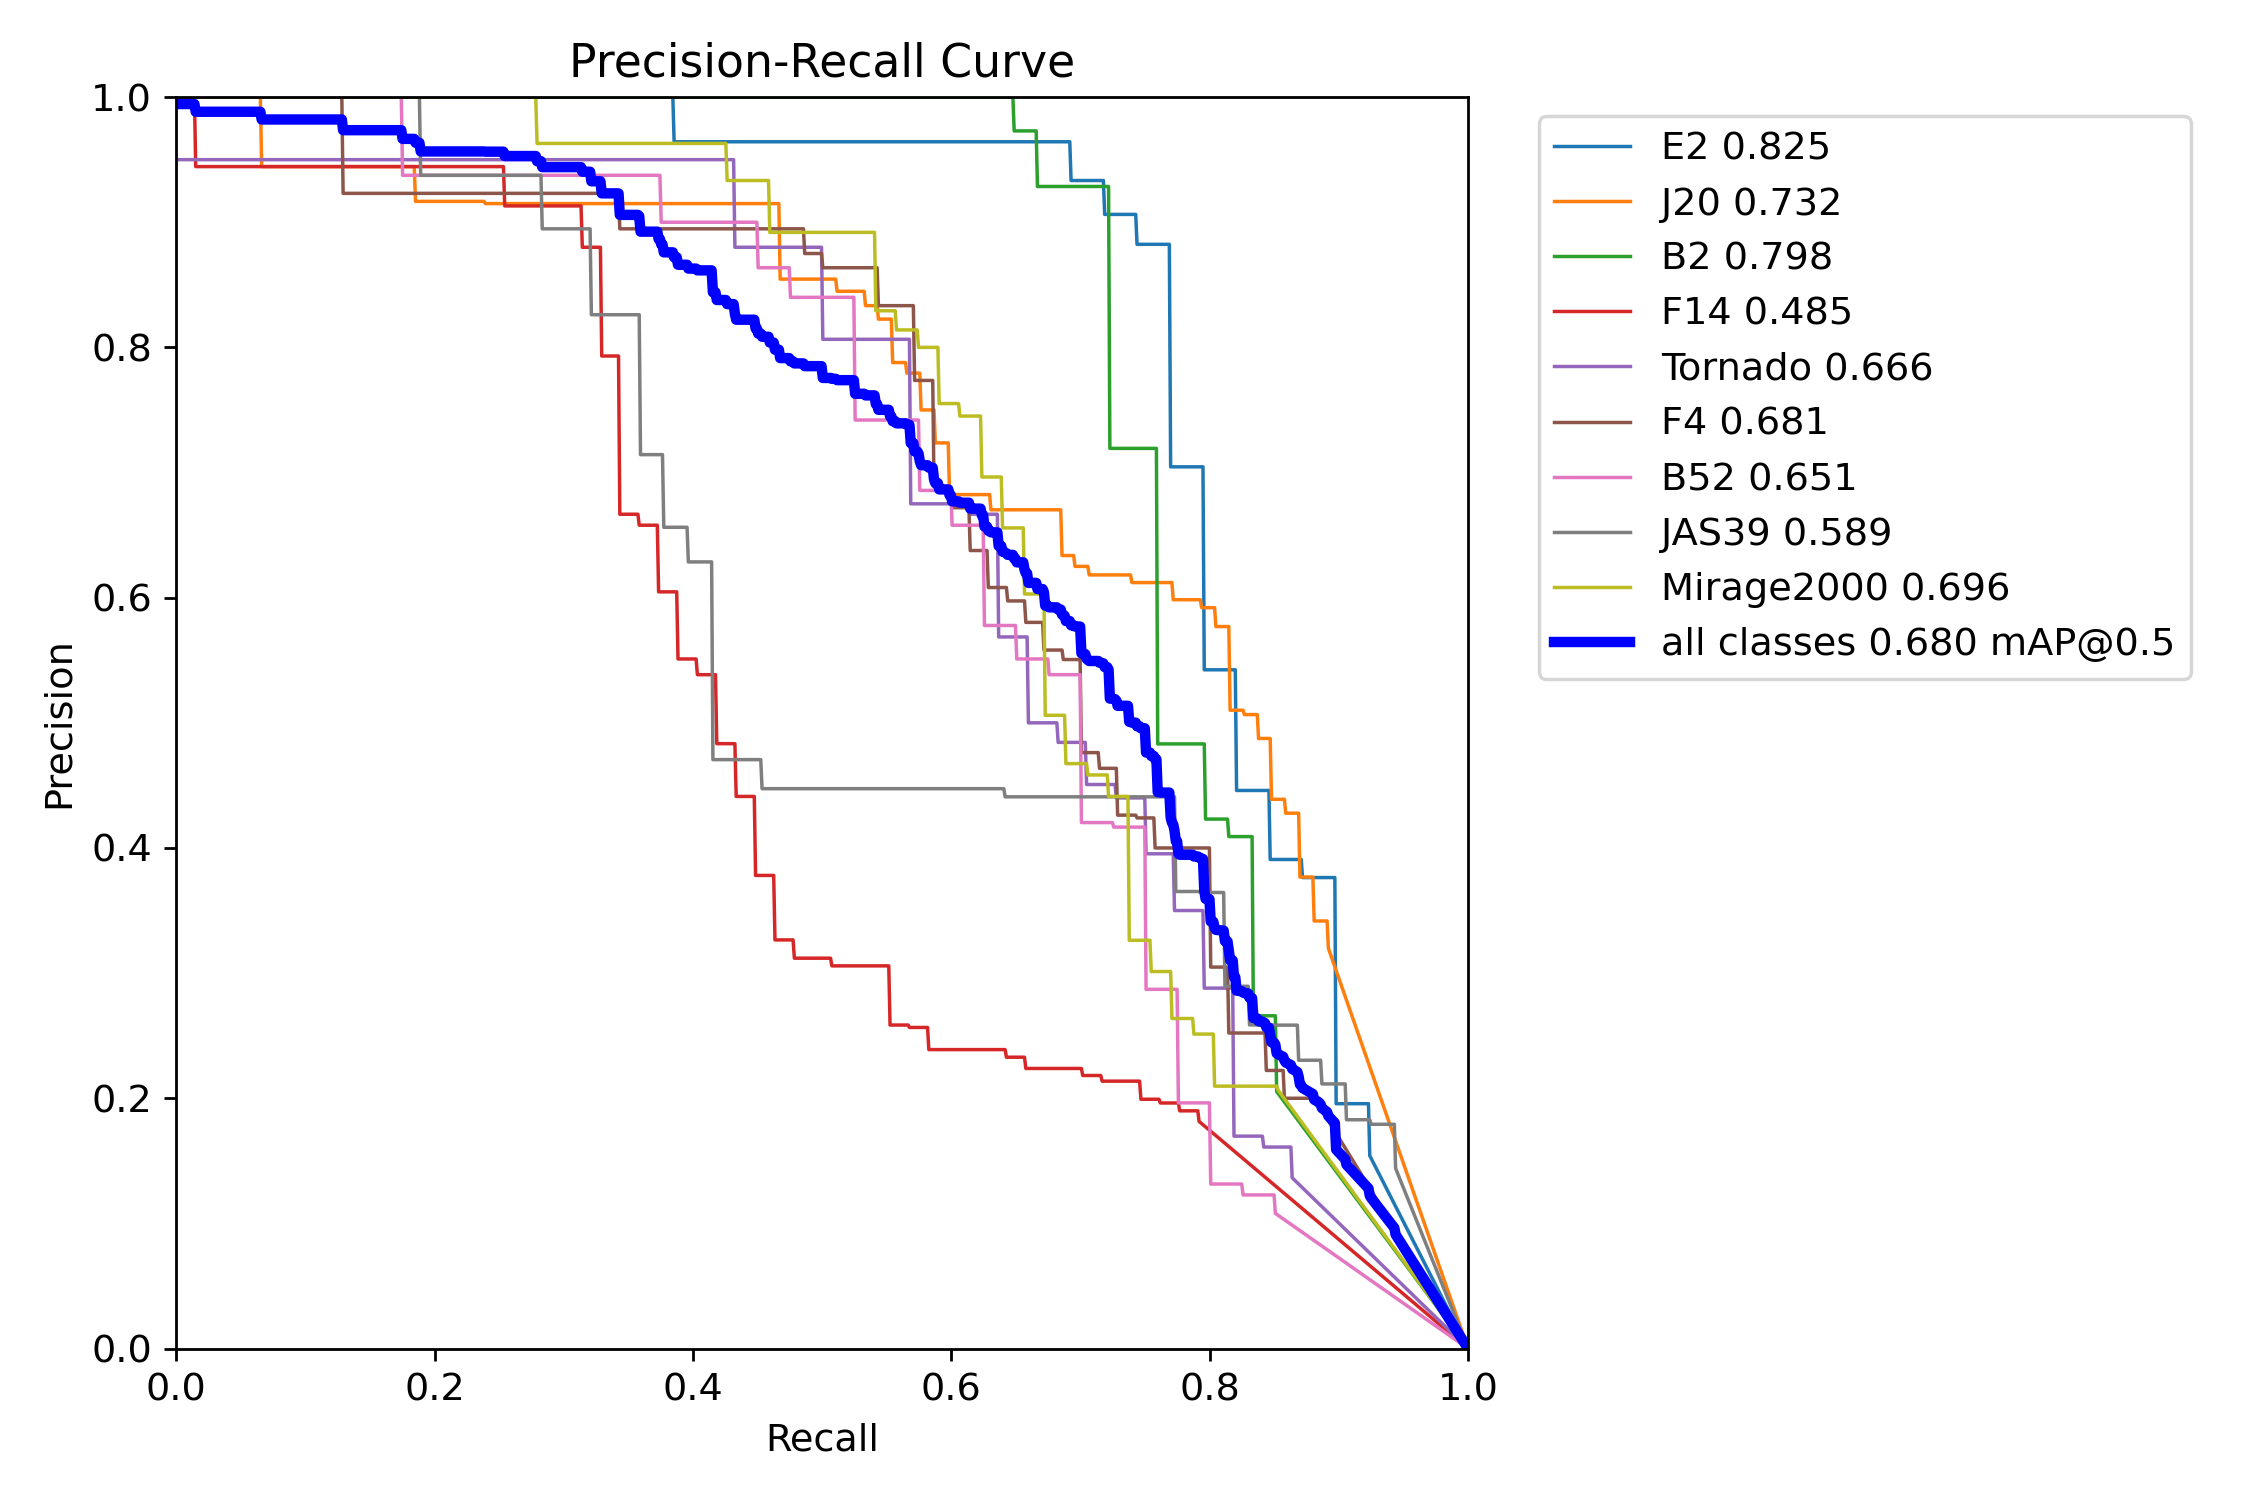 Precision-Recall Curve
1.0
0.8
0.6
0.4
0.2
0.0
Precision
0.0 0.2 0.4 0.6 0.8 1.0
Recall
E2 0.825
J20 0.732
B2 0.798
F14 0.485
Tornado 0.666
F4 0.681
B52 0.651
JAS39 0.589
Mirage2000 0.696
all classes 0.680 mAP@0.5